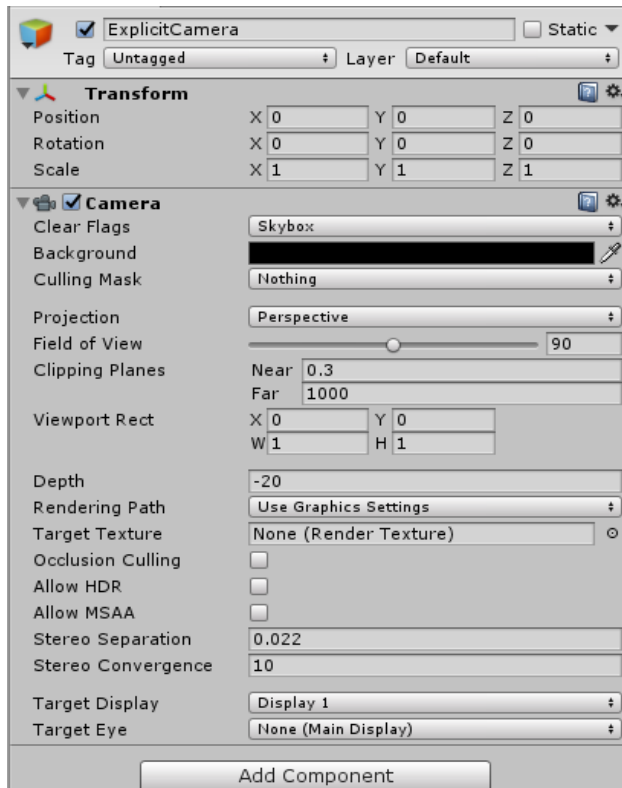 ExplicitCamera Static
Tag Untagged Layer Default
Transform
Position X 0 Y 0 Z 0
Rotation X 0 Y 0 Z 0
Scale X 1 Y 1 Z 1
Camera
Clear Flags Skybox
Background
Culling Mask Nothing
Projection Perspective
Field of View 90
Clipping Planes Near 0.3
Far 1000
Viewport Rect X 0 Y 0
W 1 H 1
Depth -20
Rendering Path Use Graphics Settings
Target Texture None (Render Texture)
Occlusion Culling
Allow HDR
Allow MSAA
Stereo Separation 0.022
Stereo Convergence 10
Target Display Display 1
Target Eye None (Main Display)
Add Component